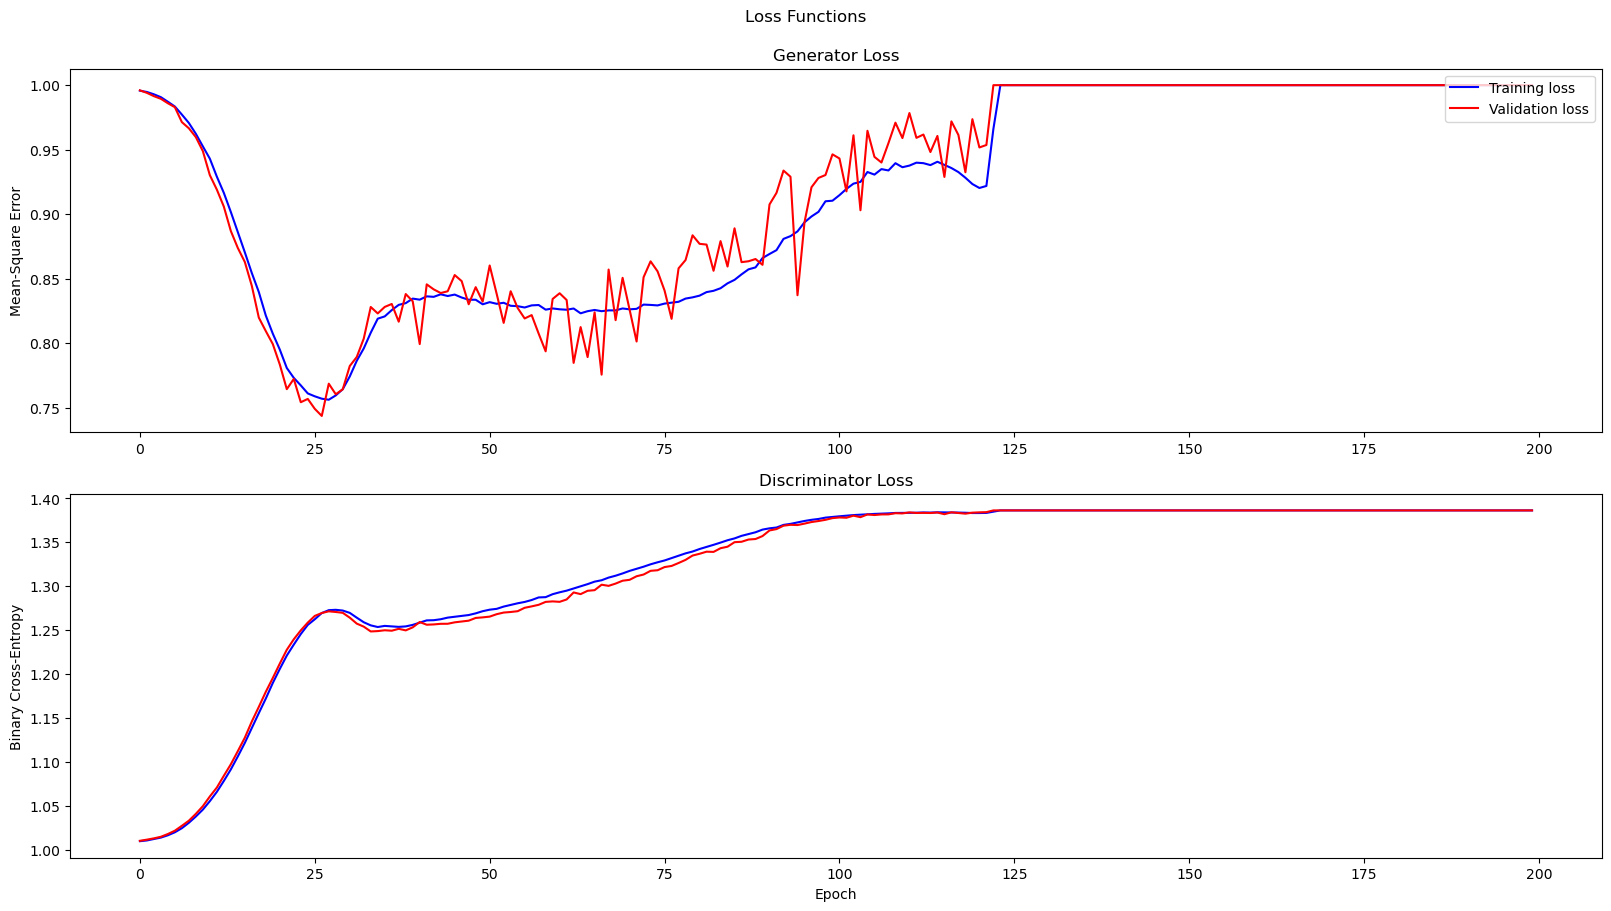 Loss Functions
Generator Loss
Mean-Square Error
1.00
0.95
0.90
0.85
0.80
0.75
Training loss
Validation loss
0 25 50 75 100 125 150 175 200
Discriminator Loss
Binary Cross-Entropy
1.40
1.35
1.30
1.25
1.20
1.15
1.10
1.05
1.00
0 25 50 75 100 125 150 175 200
Epoch